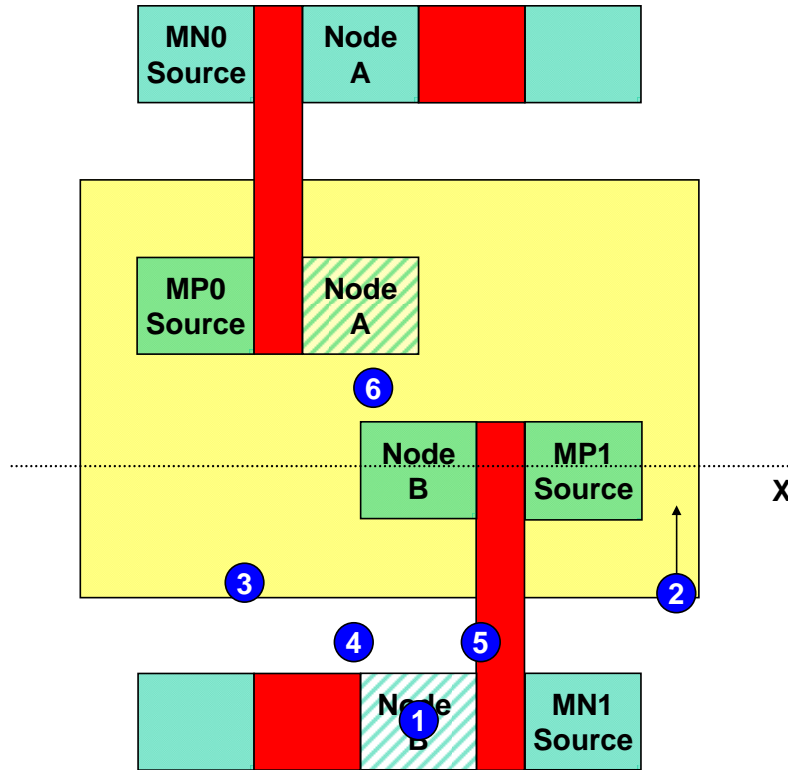 MN0
Source
Node
A
MP0
Source
Node
A
6
Node
B
MP1
Source
X
3
2
4
5
Node
B
1
MN1
Source